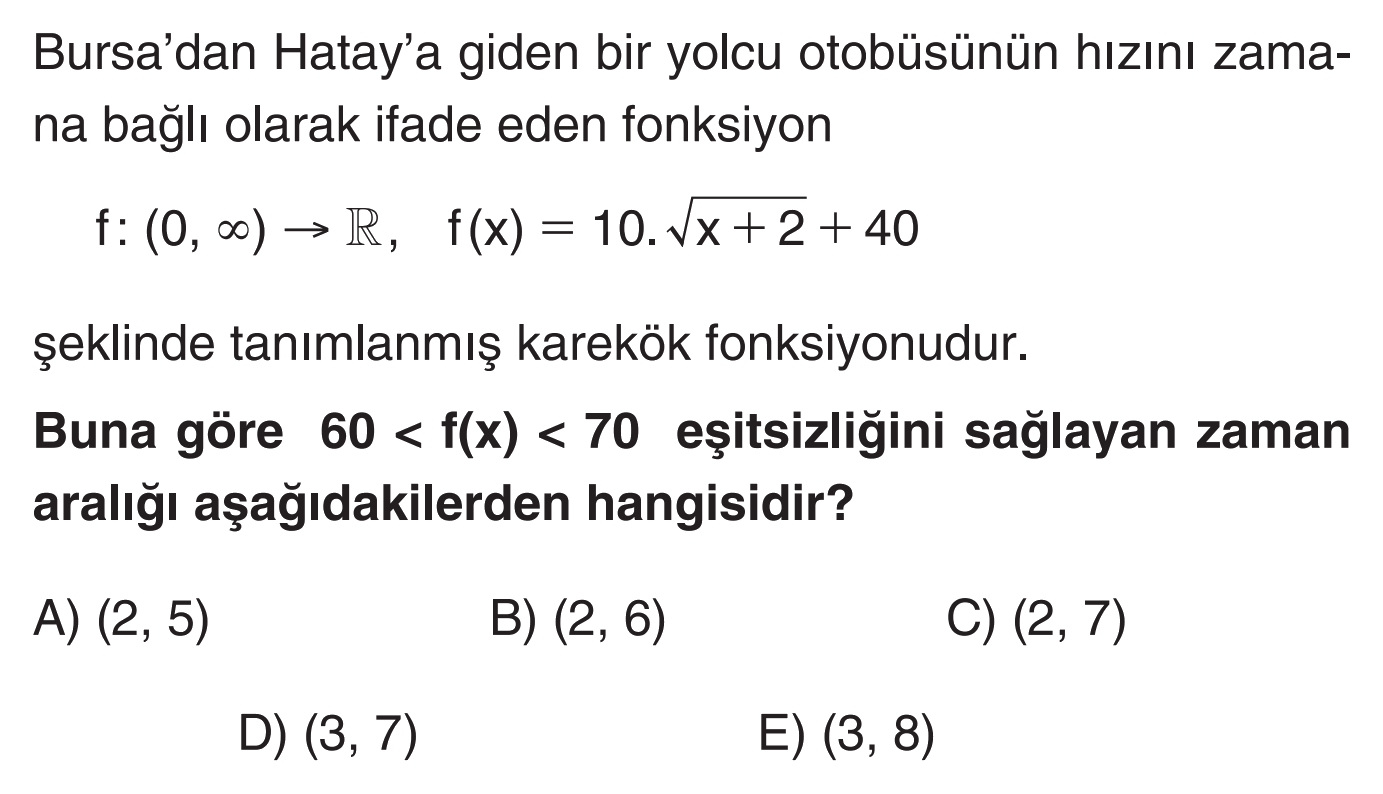 Bursa’dan Hatay’a giden bir yolcu otobüsünün hızını zama-
na bağlı olarak ifade eden fonksiyon
f: (0, ∞) → ℝ, f(x) = 10.√(x + 2) + 40
şeklinde tanımlanmış karekök fonksiyonudur.
Buna göre 60 < f(x) < 70 eşitsizliğini sağlayan zaman
aralığı aşağıdakilerden hangisidir?
A) (2, 5) B) (2, 6) C) (2, 7)
D) (3, 7) E) (3, 8)